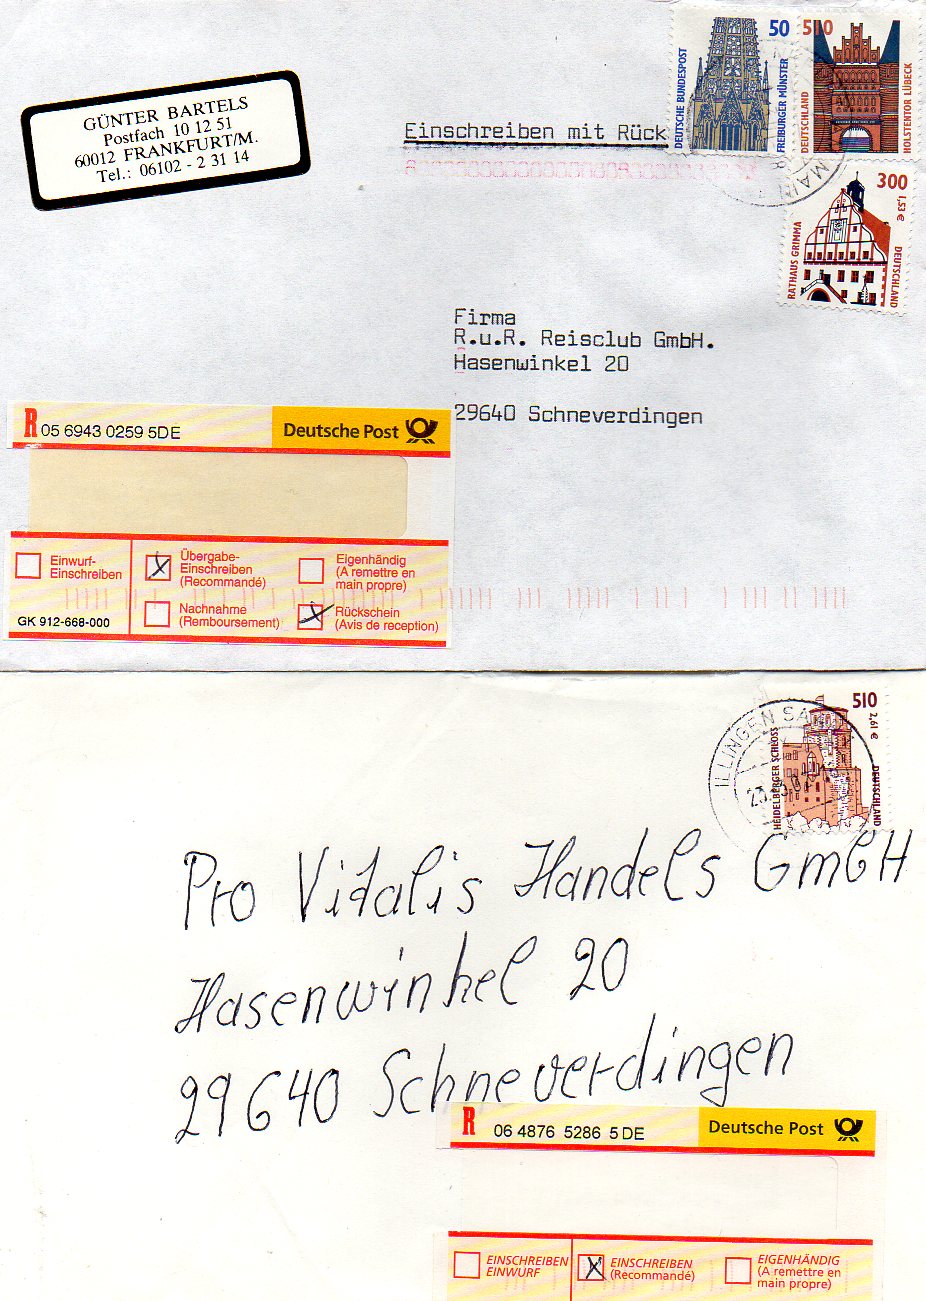 GÜNTER BARTELS
Postfach 10 12 51
60012 FRANKFURT/M.
Tel.: 06102 - 2 31 14
Einschreiben mit Rück
50
DEUTSCHE BUNDESPOST
FREIBURGER MÜNSTER
510
DEUTSCHLAND
HOLSTENTOR LÜBECK
MAIN
300
1,53 €
RATHAUS GRIMMA
DEUTSCHLAND
Firma
R.u.R. Reisclub GmbH.
Hasenwinkel 20
29640 Schneverdingen
R 05 6943 0259 5DE
Deutsche Post
Einwurf-
Einschreiben
Übergabe-
Einschreiben
(Recommandé)
Eigenhändig
(A remettre en
main propre)
Nachnahme
(Remboursement)
Rückschein
(Avis de reception)
GK 912-668-000
510
2,61 €
HEIDELBERGER SCHLOSS
DEUTSCHLAND
ILLINGEN
Pro Vitalis Handels GmbH
Hasenwinkel 20
29640 Schneverdingen
R 06 4876 5286 5DE
Deutsche Post
EINSCHREIBEN
EINWURF
EINSCHREIBEN
(Recommandé)
EIGENHÄNDIG
(A remettre en
main propre)